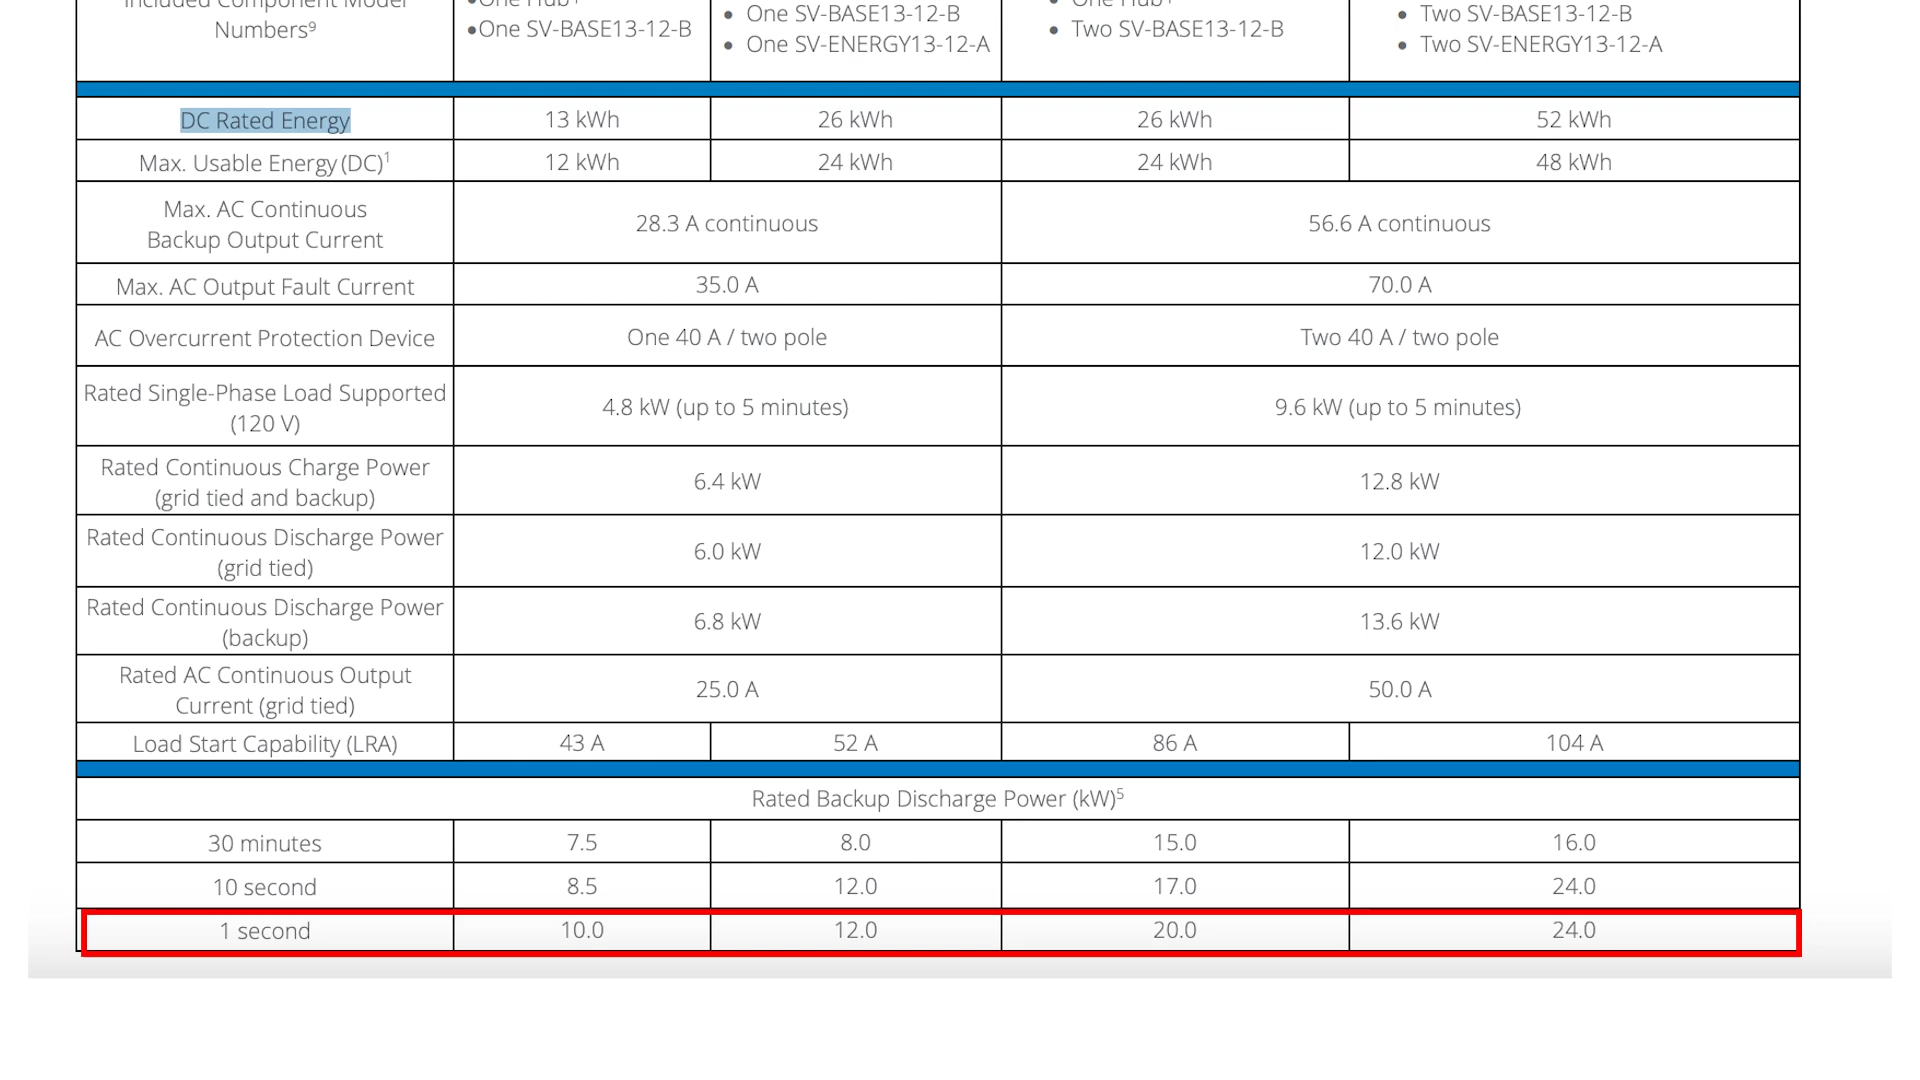 Included Component Model
Numbers⁹
•One Hub+
•One SV-BASE13-12-B
• One SV-BASE13-12-B
• One SV-ENERGY13-12-A
• One Hub+
• Two SV-BASE13-12-B
• Two SV-BASE13-12-B
• Two SV-ENERGY13-12-A
DC Rated Energy 13 kWh 26 kWh 26 kWh 52 kWh
Max. Usable Energy (DC)¹ 12 kWh 24 kWh 24 kWh 48 kWh
Max. AC Continuous
Backup Output Current
28.3 A continuous 56.6 A continuous
Max. AC Output Fault Current 35.0 A 70.0 A
AC Overcurrent Protection Device One 40 A / two pole Two 40 A / two pole
Rated Single-Phase Load Supported
(120 V)
4.8 kW (up to 5 minutes) 9.6 kW (up to 5 minutes)
Rated Continuous Charge Power
(grid tied and backup)
6.4 kW 12.8 kW
Rated Continuous Discharge Power
(grid tied)
6.0 kW 12.0 kW
Rated Continuous Discharge Power
(backup)
6.8 kW 13.6 kW
Rated AC Continuous Output
Current (grid tied)
25.0 A 50.0 A
Load Start Capability (LRA) 43 A 52 A 86 A 104 A
Rated Backup Discharge Power (kW)⁵
30 minutes 7.5 8.0 15.0 16.0
10 second 8.5 12.0 17.0 24.0
1 second 10.0 12.0 20.0 24.0